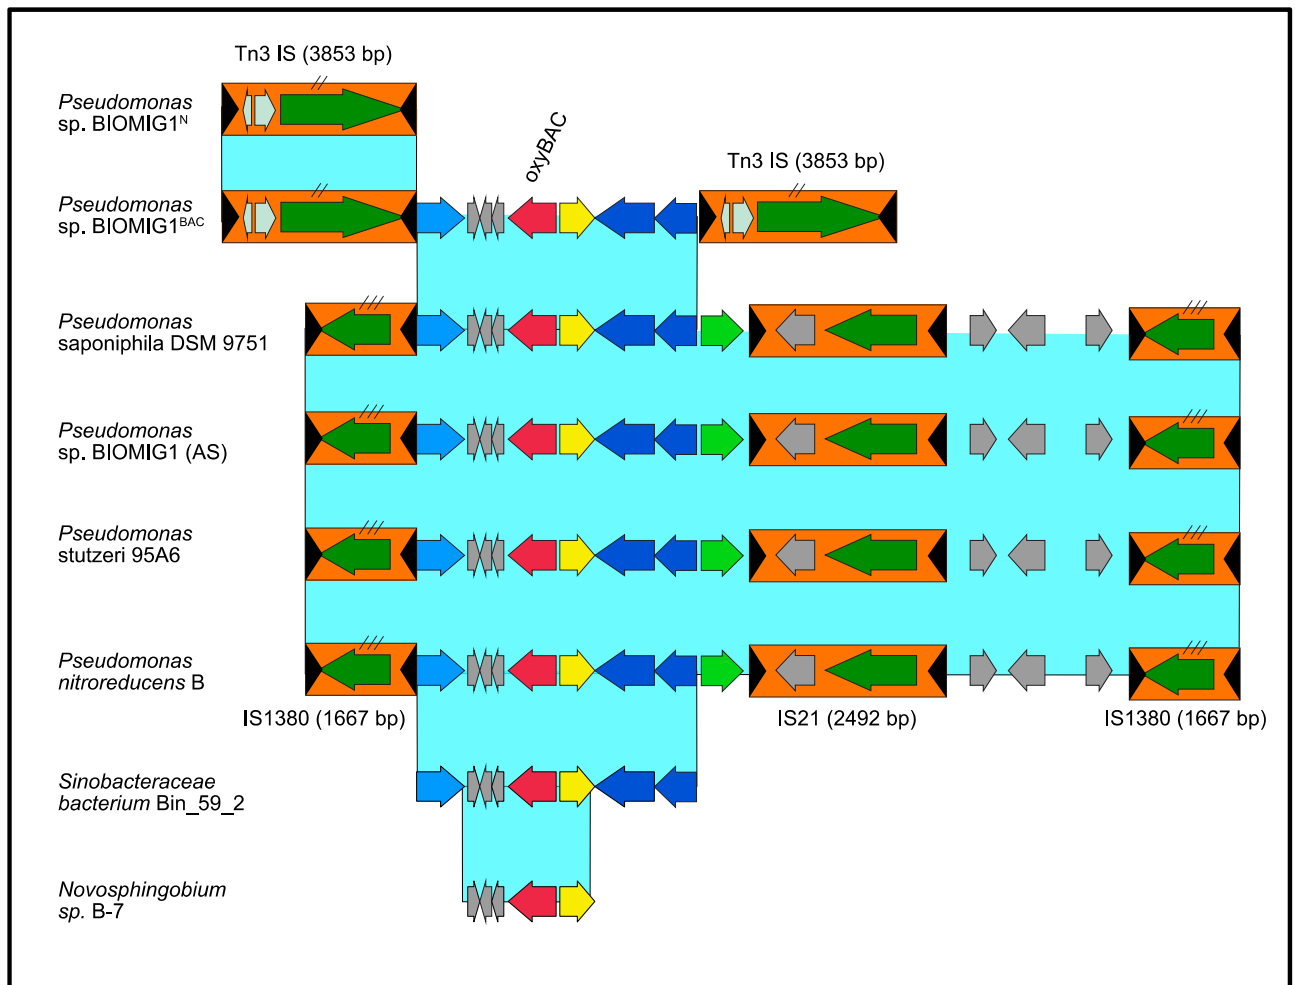 Tn3 IS (3853 bp)
Pseudomonas
sp. BIOMIG1ᴺ
oxyBAC
Tn3 IS (3853 bp)
Pseudomonas
sp. BIOMIG1ᴮᴬꟲ
Pseudomonas
saponiphila DSM 9751
Pseudomonas
sp. BIOMIG1 (AS)
Pseudomonas
stutzeri 95A6
Pseudomonas
nitroreducens B
IS1380 (1667 bp)
IS21 (2492 bp)
IS1380 (1667 bp)
Sinobacteraceae
bacterium Bin_59_2
Novosphingobium
sp. B-7